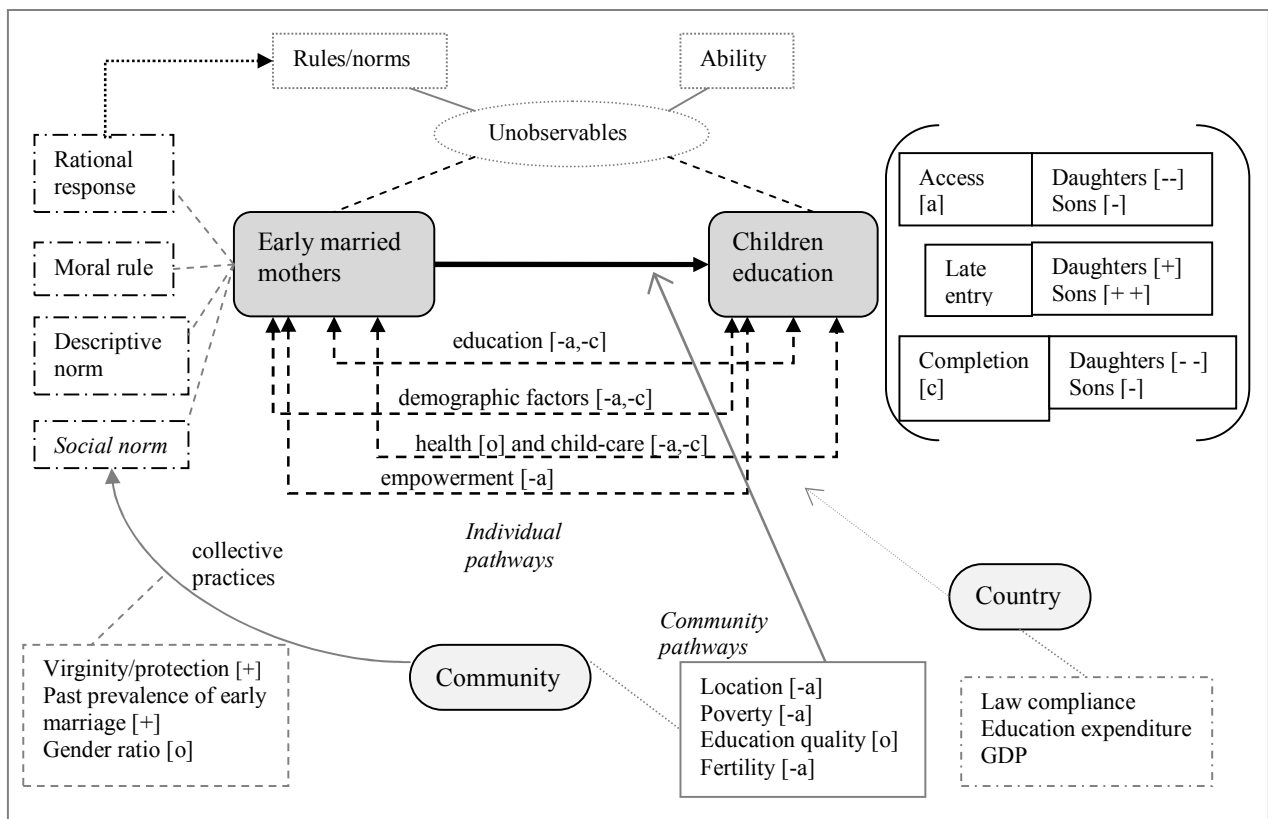 Rules/norms
Ability
Unobservables
Rational
response
Moral rule
Descriptive
norm
Social norm
Early married
mothers
Children
education
Access
[a]
Daughters [--]
Sons [-]
Late
entry
Daughters [+]
Sons [+ +]
Completion
[c]
Daughters [- -]
Sons [-]
education [-a,-c]
demographic factors [-a,-c]
health [o] and child-care [-a,-c]
empowerment [-a]
Individual
pathways
collective
practices
Community
pathways
Country
Community
Virginity/protection [+]
Past prevalence of early
marriage [+]
Gender ratio [o]
Location [-a]
Poverty [-a]
Education quality [o]
Fertility [-a]
Law compliance
Education expenditure
GDP